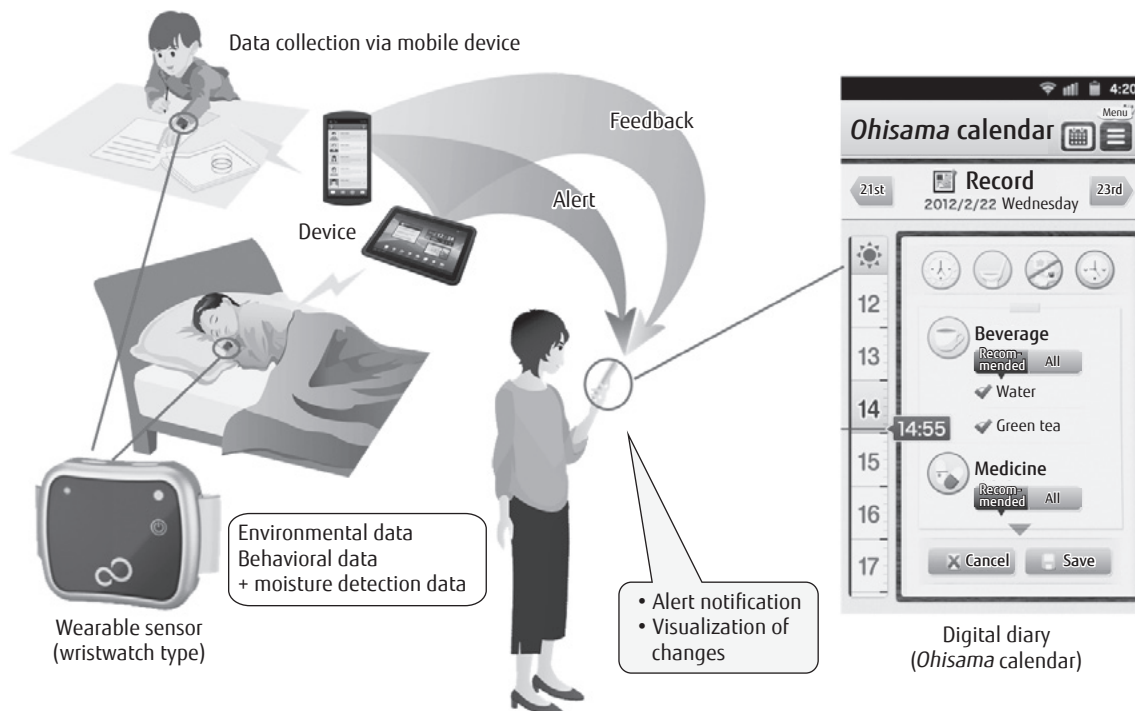 Data collection via mobile device
Feedback
Alert
Device
Environmental data
Behavioral data
+ moisture detection data
Wearable sensor
(wristwatch type)
• Alert notification
• Visualization of
changes
4:20
Menu
Ohisama calendar
21st
Record
23rd
2012/2/22 Wednesday
12
13
14
14:55
15
16
17
Beverage
Recom-
mended
All
Water
Green tea
Medicine
Recom-
mended
All
Cancel
Save
Digital diary
(Ohisama calendar)